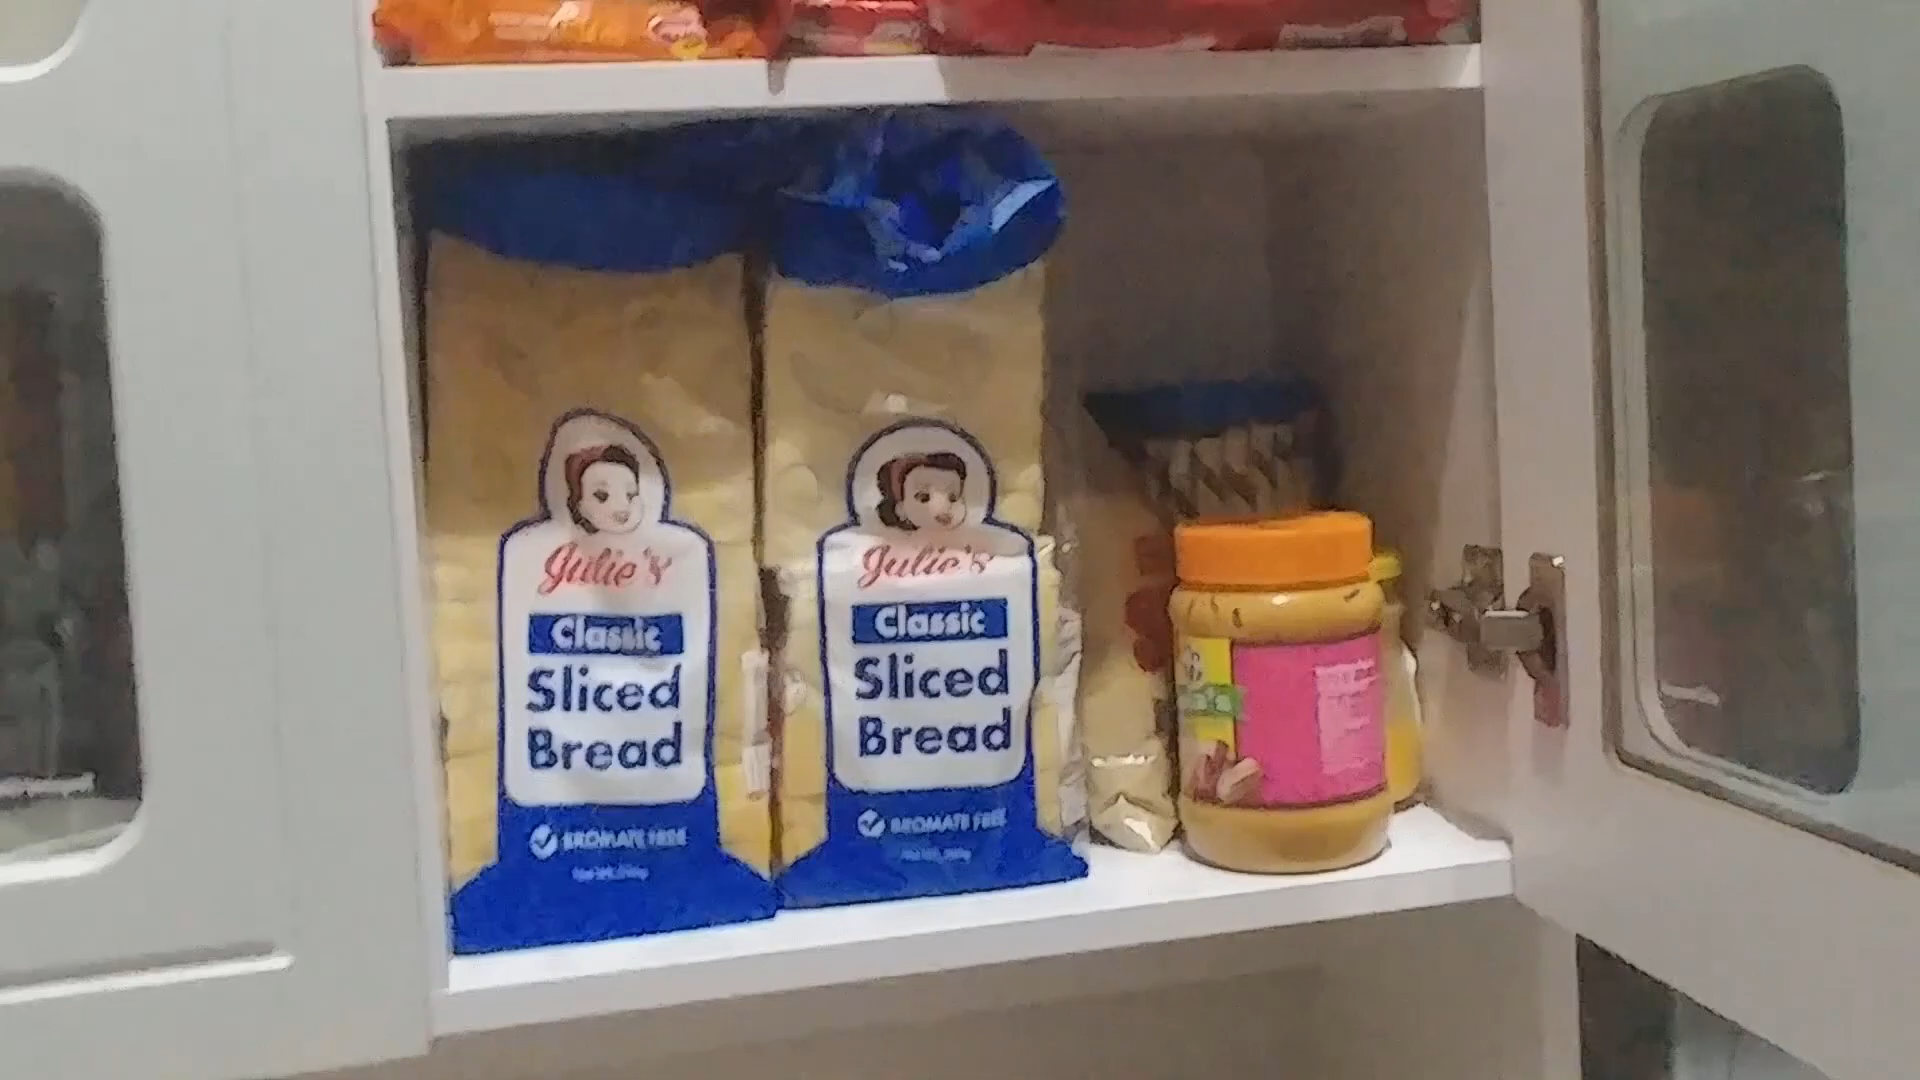 Julie's
Classic
Sliced
Bread
BROMATE FREE
Julie's
Classic
Sliced
Bread
BROMATE FREE